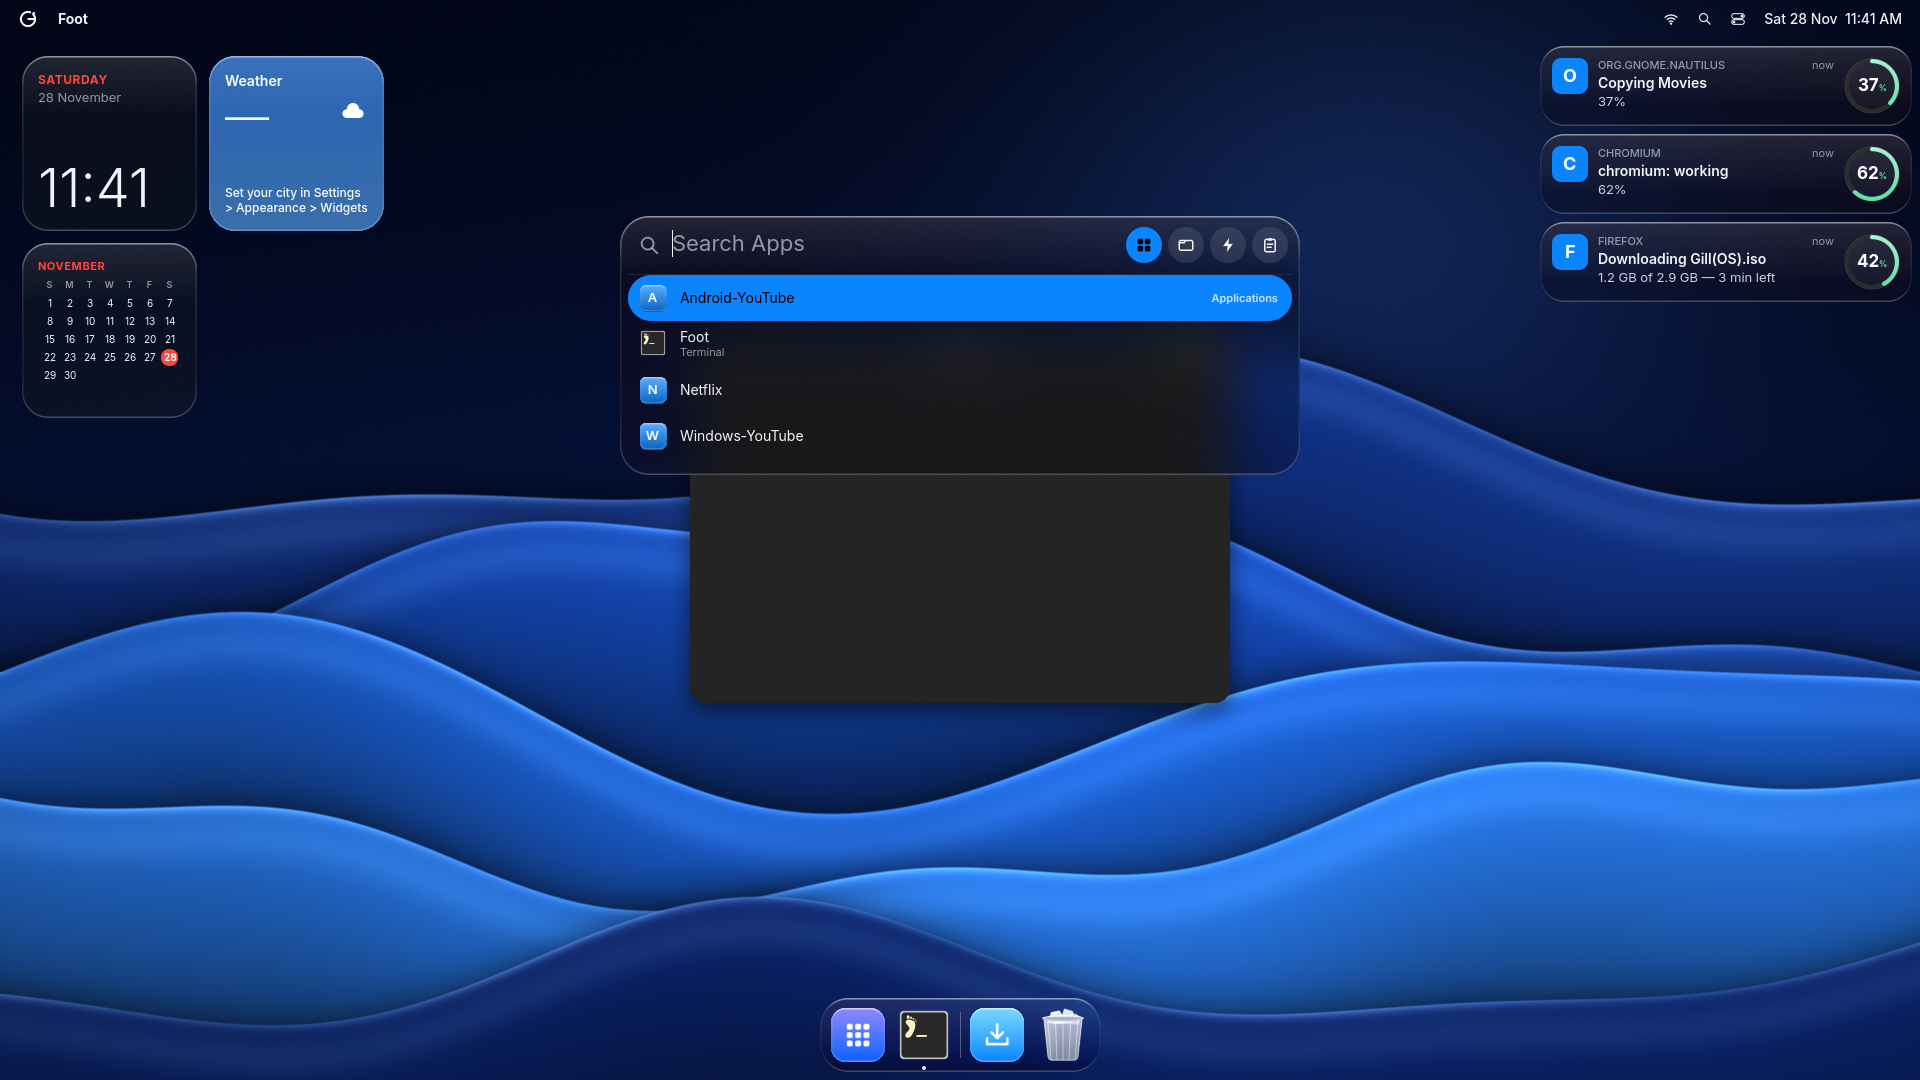 Foot
Sat 28 Nov 11:41 AM
SATURDAY
28 November
11:41
Weather
Set your city in Settings
> Appearance > Widgets
NOVEMBER
S M T W T F S
1 2 3 4 5 6 7
8 9 10 11 12 13 14
15 16 17 18 19 20 21
22 23 24 25 26 27 28
29 30
Search Apps
A Android-YouTube Applications
Foot
Terminal
N Netflix
W Windows-YouTube
O ORG.GNOME.NAUTILUS now
Copying Movies
37%
37%
C CHROMIUM now
chromium: working
62%
62%
F FIREFOX now
Downloading Gill(OS).iso
1.2 GB of 2.9 GB — 3 min left
42%